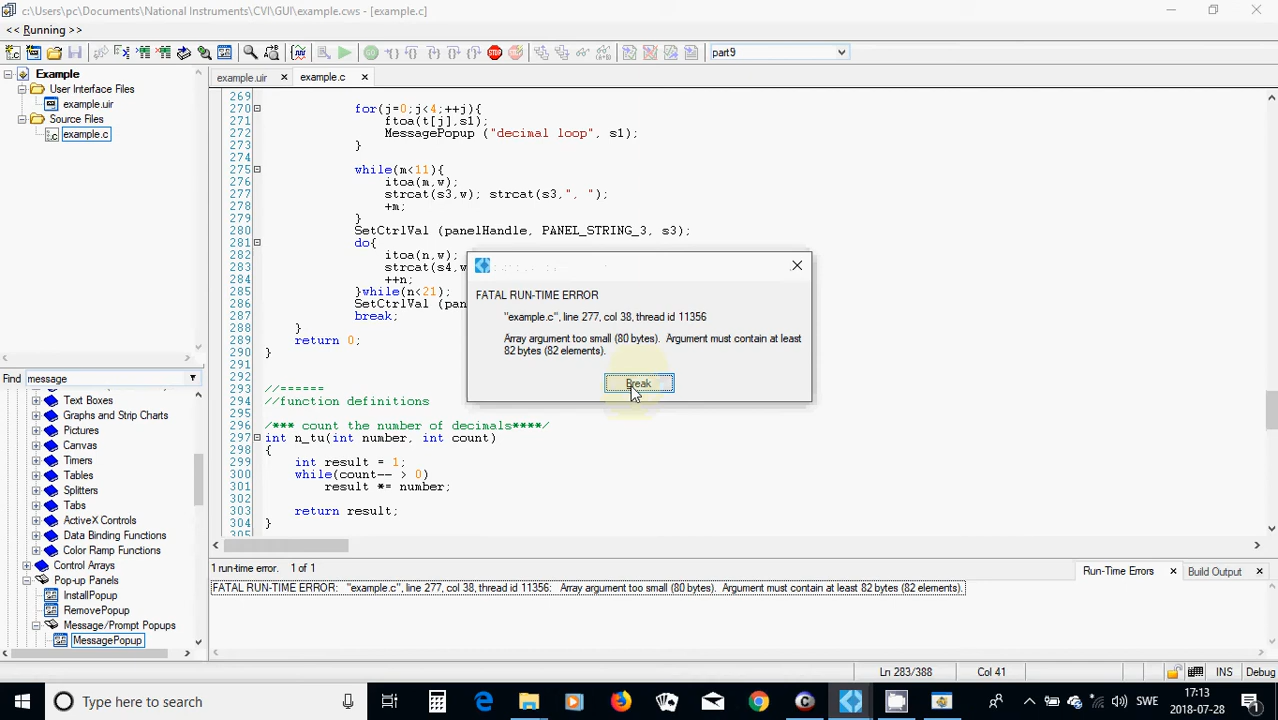 c:\Users\pc\Documents\National Instruments\CVI\GUI\example.cws - [example.c]
<< Running >>
part9
Example
User Interface Files
example.uir
Source Files
example.c
example.uir
example.c
269
270 for(j=0;j<4;++j){
271 ftoa(t[j],s1);
272 MessagePopup ("decimal loop", s1);
273 }
274
275 while(m<11){
276 itoa(m,w);
277 strcat(s3,w); strcat(s3,", ");
278 +m;
279 }
280 SetCtrlVal (panelHandle, PANEL_STRING_3, s3);
281 do{
282 itoa(n,w);
283 strcat(s4,w
284 ++n;
285 }while(n<21);
286 SetCtrlVal (pan
287 break;
288 }
289 return 0;
290 }
291
292
293 //======
294 //function definitions
295
296 /*** count the number of decimals****/
297 int n_tu(int number, int count)
298 {
299 int result = 1;
300 while(count-- > 0)
301 result *= number;
302
303 return result;
304 }
305
FATAL RUN-TIME ERROR
"example.c", line 277, col 38, thread id 11356
Array argument too small (80 bytes). Argument must contain at least
82 bytes (82 elements).
Break
Find message
Text Boxes
Graphs and Strip Charts
Pictures
Canvas
Timers
Tables
Splitters
Tabs
ActiveX Controls
Data Binding Functions
Color Ramp Functions
Control Arrays
Pop-up Panels
InstallPopup
RemovePopup
Message/Prompt Popups
MessagePopup
1 run-time error. 1 of 1
Run-Time Errors
Build Output
FATAL RUN-TIME ERROR: "example.c", line 277, col 38, thread id 11356: Array argument too small (80 bytes). Argument must contain at least 82 bytes (82 elements).
Ln 283/388 Col 41 INS Debug
Type here to search
SWE
17:13
2018-07-28
1